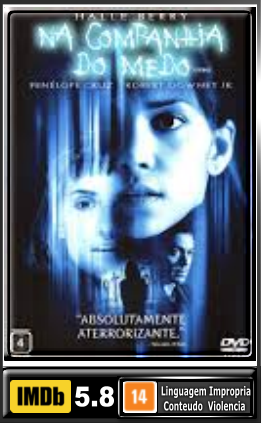 HALLE BERRY
NA COMPANHIA
DO MEDO
PENÉLOPE CRUZ ROBERT DOWNEY JR.
"ABSOLUTAMENTE
ATERRORIZANTE."
4
DVD
IMDb 5.8 14 Linguagem Impropria
Conteudo Violencia